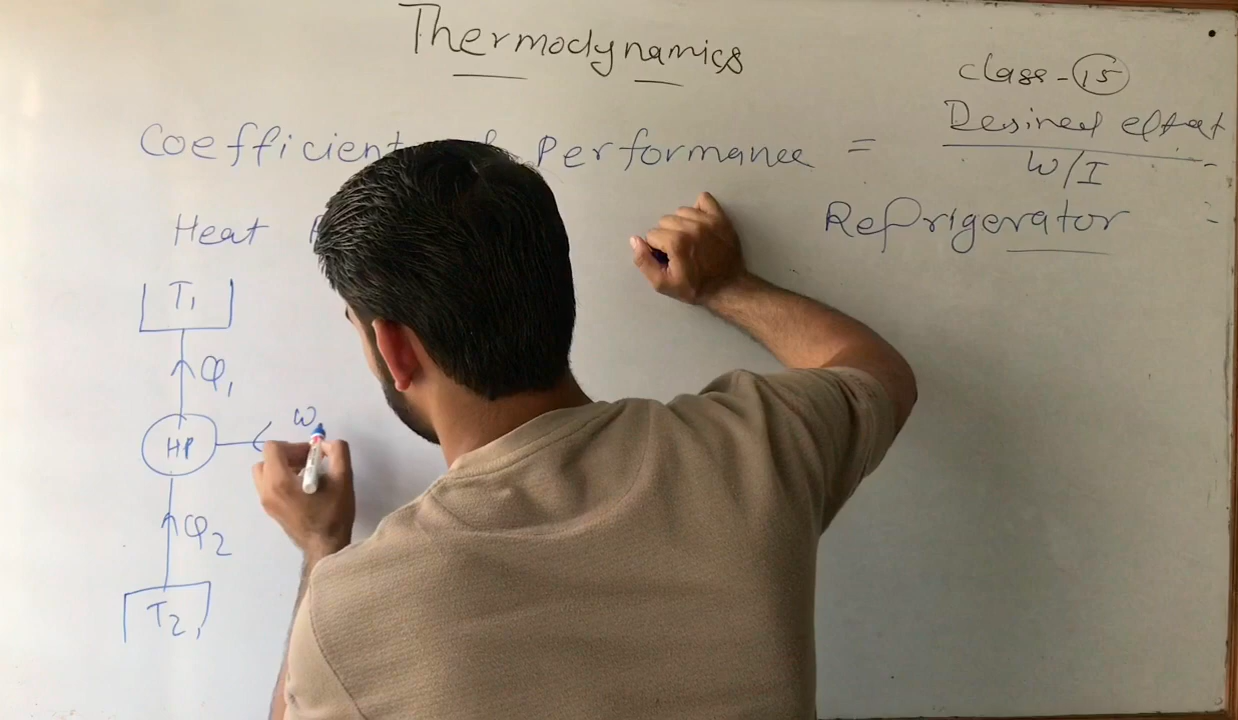 Thermodynamics
class-15
Coefficient Performance = Desired effect
W/I
Heat
Refrigerator
T1
Q1
HP
W
Q2
T2